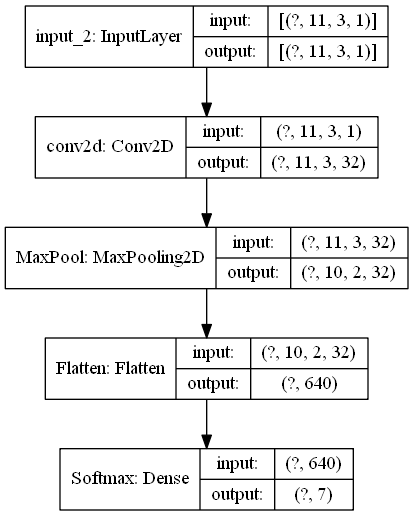 input_2: InputLayer
input:
[(?, 11, 3, 1)]
output:
[(?, 11, 3, 1)]
conv2d: Conv2D
input:
(?, 11, 3, 1)
output:
(?, 11, 3, 32)
MaxPool: MaxPooling2D
input:
(?, 11, 3, 32)
output:
(?, 10, 2, 32)
Flatten: Flatten
input:
(?, 10, 2, 32)
output:
(?, 640)
Softmax: Dense
input:
(?, 640)
output:
(?, 7)